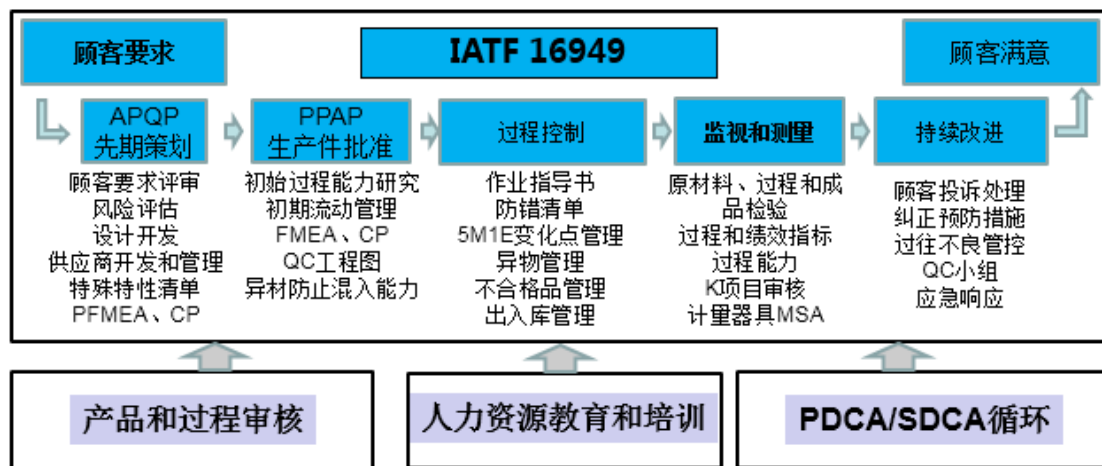 顾客要求
IATF 16949
顾客满意
APQP
先期策划
PPAP
生产件批准
过程控制
监视和测量
持续改进
顾客要求评审
风险评估
设计开发
供应商开发和管理
特殊特性清单
PFMEA、CP
初始过程能力研究
初期流动管理
FMEA、CP
QC工程图
异材防止混入能力
作业指导书
防错清单
5M1E变化点管理
异物管理
不合格品管理
出入库管理
原材料、过程和成
品检验
过程和绩效指标
过程能力
K项目审核
计量器具MSA
顾客投诉处理
纠正预防措施
过往不良管控
QC小组
应急响应
产品和过程审核
人力资源教育和培训
PDCA/SDCA循环